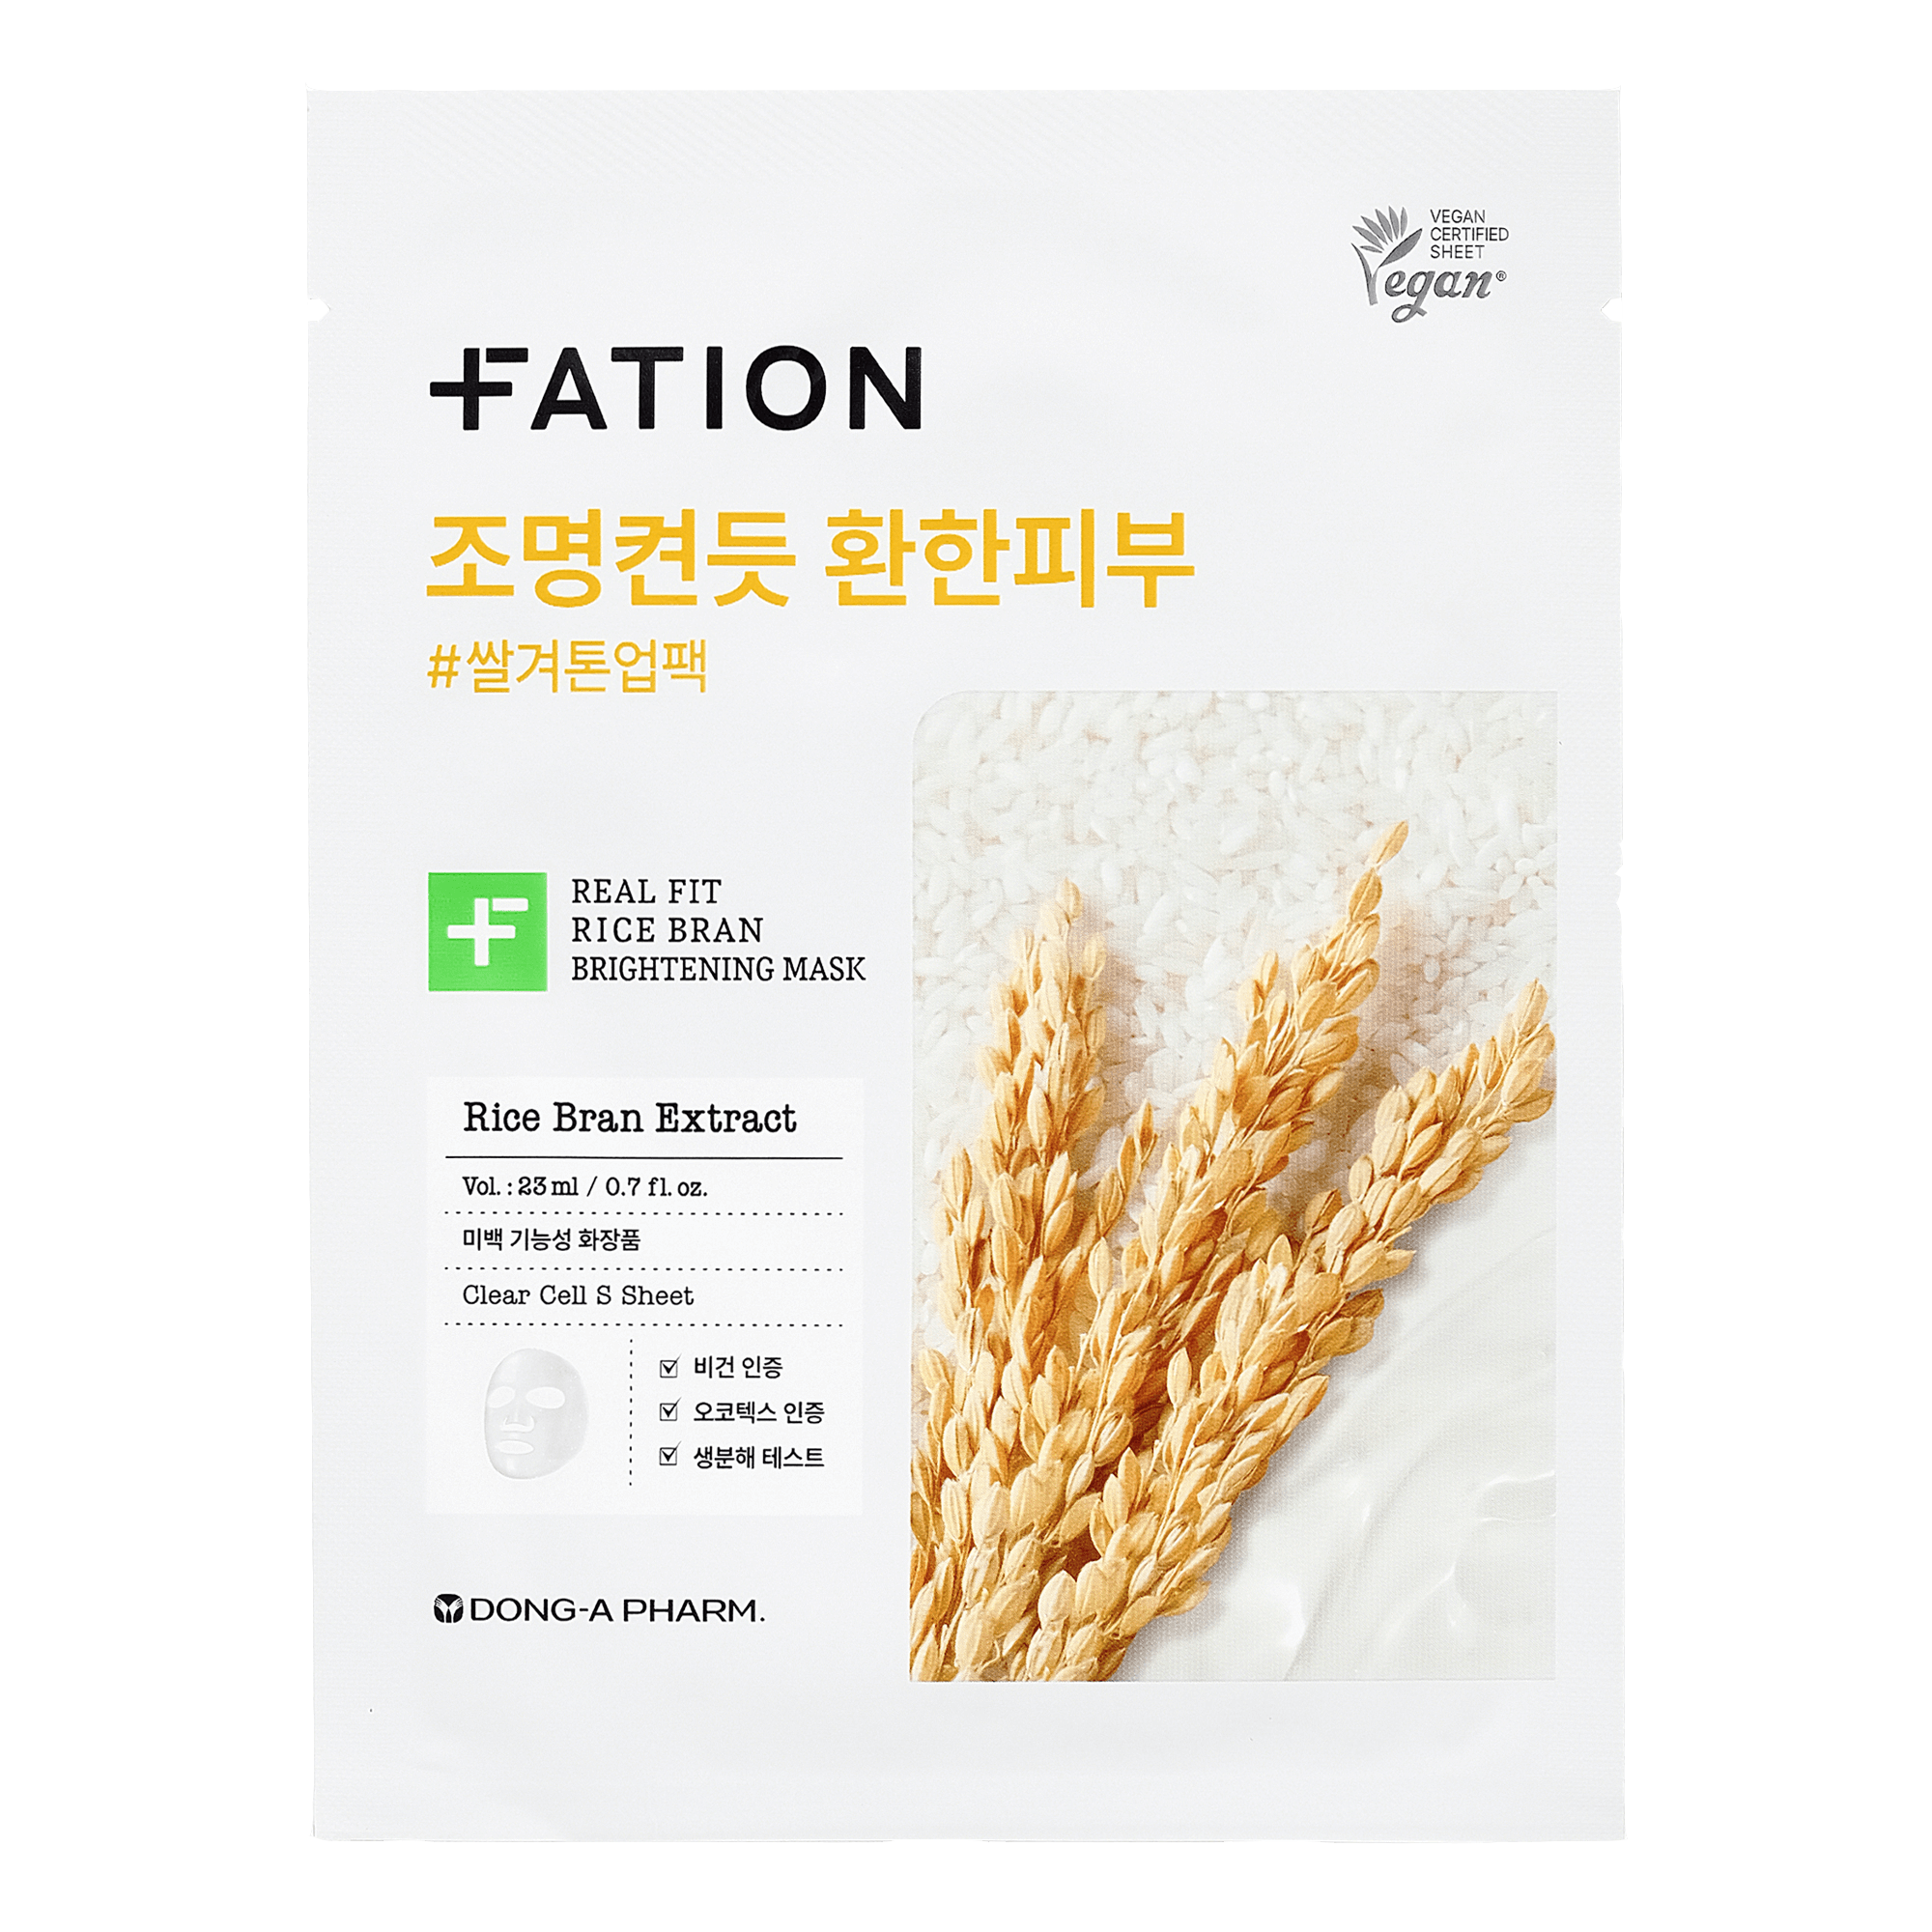 VEGAN
CERTIFIED
SHEET
Vegan®
FATION
조명켠듯 환한피부
#쌀겨톤업팩
REAL FIT
RICE BRAN
BRIGHTENING MASK
Rice Bran Extract
Vol. : 23 ml / 0.7 fl. oz.
미백 기능성 화장품
Clear Cell S Sheet
비건 인증
오코텍스 인증
생분해 테스트
DONG-A PHARM.